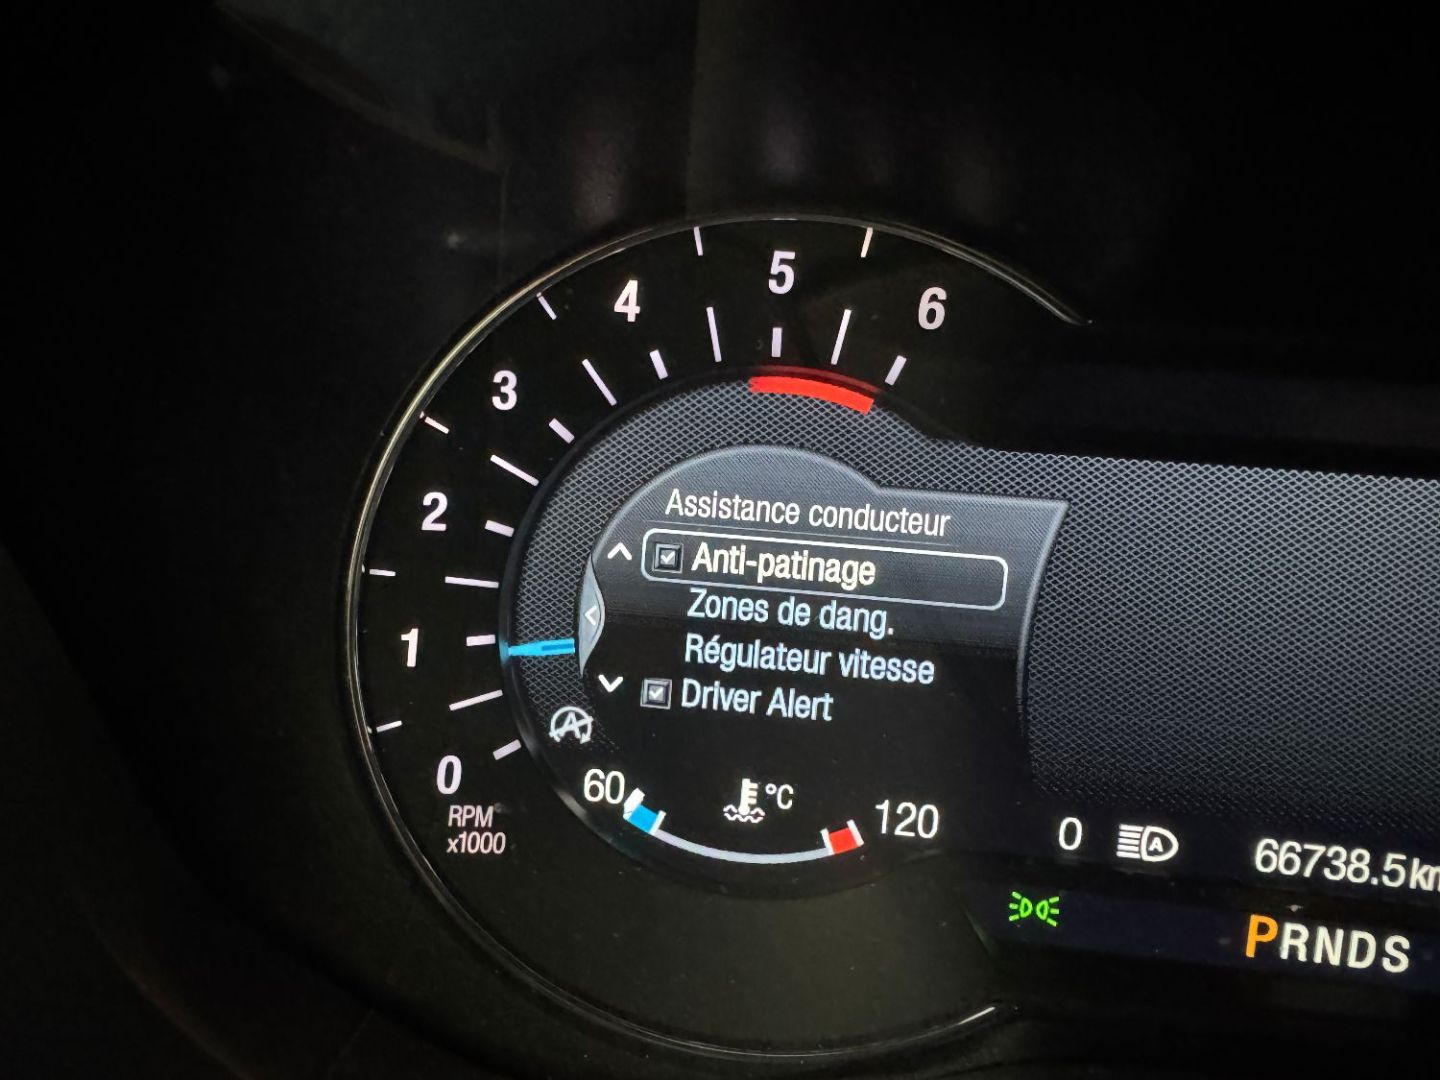 5
4
6
3
2
1
0
RPM
x1000
Assistance conducteur
Anti-patinage
Zones de dang.
Régulateur vitesse
Driver Alert
A
60
°C
120
0
A
66738.5km
PRNDS